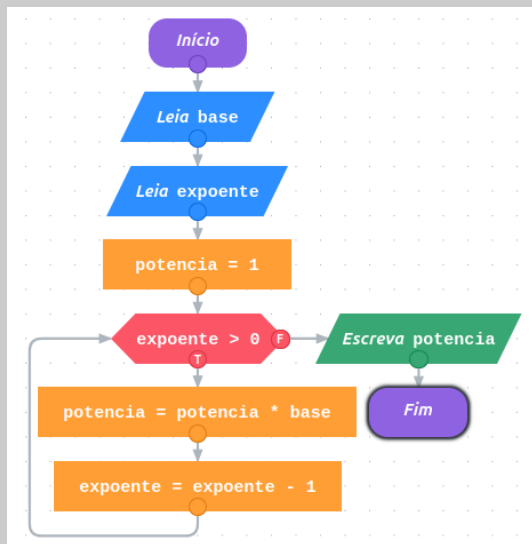 Início
Leia base
Leia expoente
potencia = 1
expoente > 0 F
Escreva potencia
T
potencia = potencia * base
Fim
expoente = expoente - 1